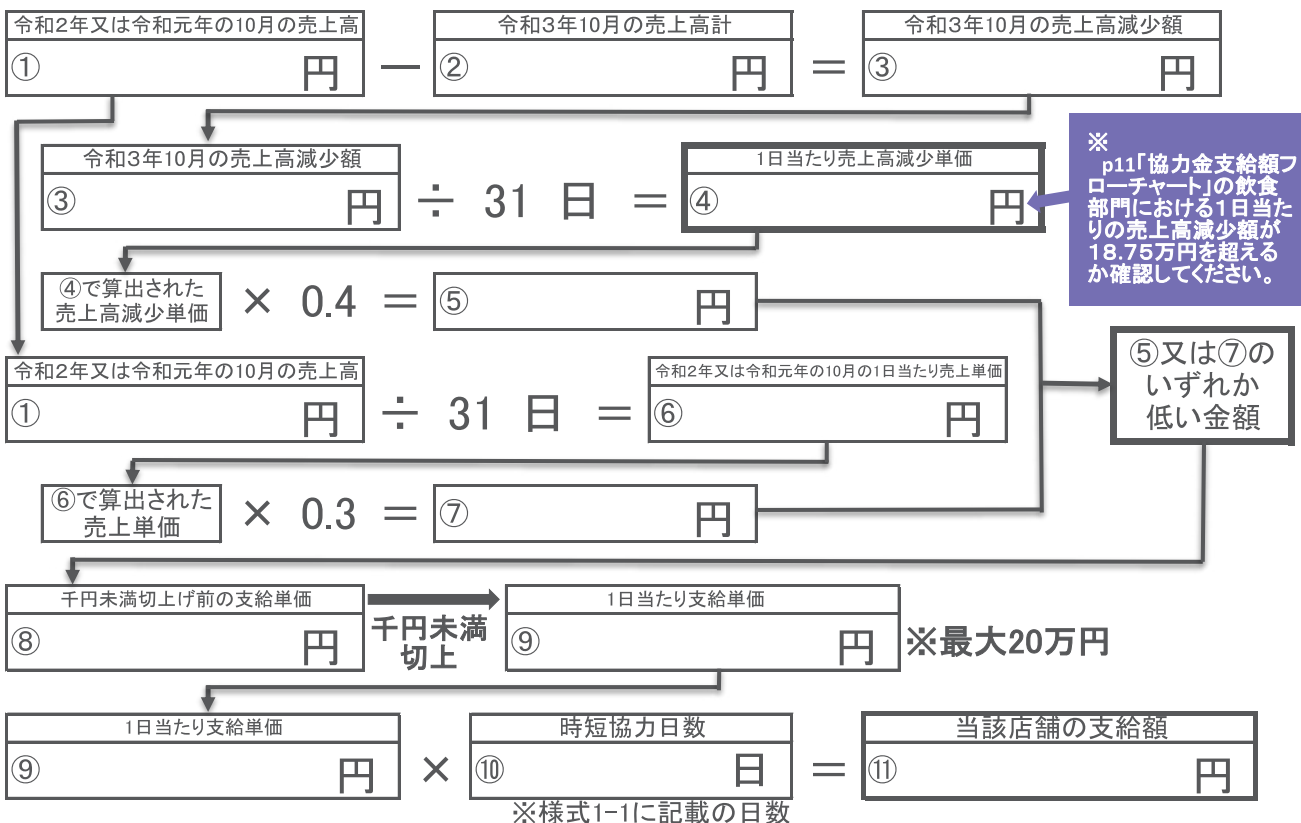 令和2年又は令和元年の10月の売上高
① 円
－
令和3年10月の売上高計
② 円
＝
令和3年10月の売上高減少額
③ 円
令和3年10月の売上高減少額
③ 円
÷ 31 日 ＝
1日当たり売上高減少単価
④ 円
※
p11「協力金支給額フ
ローチャート」の飲食
部門における1日当た
りの売上高減少額が
18.75万円を超える
か確認してください。
④で算出された
売上高減少単価
× 0.4 ＝
⑤ 円
令和2年又は令和元年の10月の売上高
① 円
÷ 31 日 ＝
令和2年又は令和元年の10月の1日当たり売上単価
⑥ 円
⑤又は⑦の
いずれか
低い金額
⑥で算出された
売上単価
× 0.3 ＝
⑦ 円
千円未満切上げ前の支給単価
⑧ 円
千円未満
切上
1日当たり支給単価
⑨ 円
※最大20万円
1日当たり支給単価
⑨ 円
×
時短協力日数
⑩ 日
※様式1-1に記載の日数
＝
当該店舗の支給額
⑪ 円